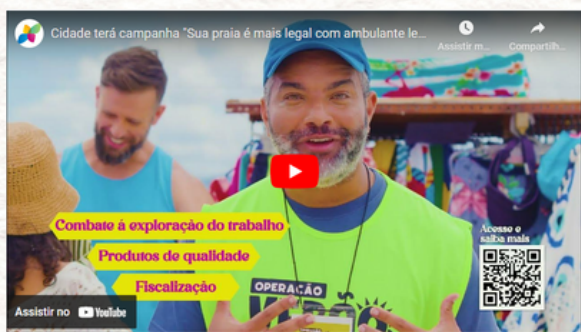 Cidade terá campanha "Sua praia é mais legal com ambulante le...
Assistir m...
Compartilh...
Combate á exploração do trabalho
Produtos de qualidade
Fiscalização
Acesse e
saiba mais
OPERAÇÃO
Assistir no YouTube